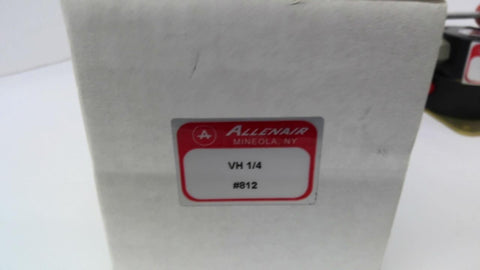 ALLENAIR
MINEOLA, NY
VH 1/4
#812